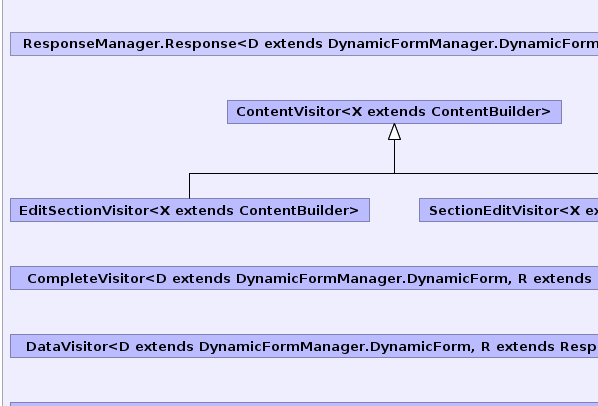 ResponseManager.Response<D extends DynamicFormManager.DynamicForm
ContentVisitor<X extends ContentBuilder>
EditSectionVisitor<X extends ContentBuilder>
SectionEditVisitor<X ex
CompleteVisitor<D extends DynamicFormManager.DynamicForm, R extends
DataVisitor<D extends DynamicFormManager.DynamicForm, R extends Resp